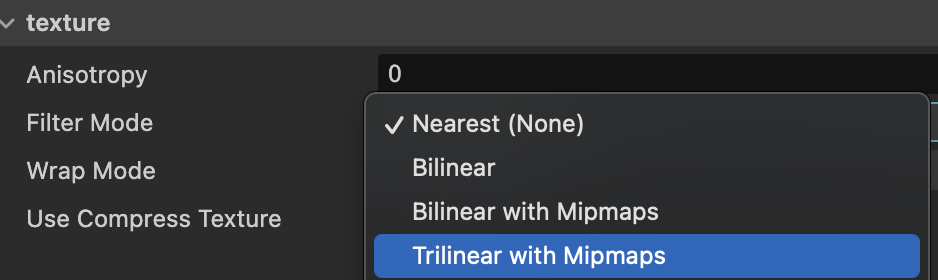 texture
Anisotropy
0
Filter Mode
✓ Nearest (None)
Wrap Mode
Bilinear
Use Compress Texture
Bilinear with Mipmaps
Trilinear with Mipmaps